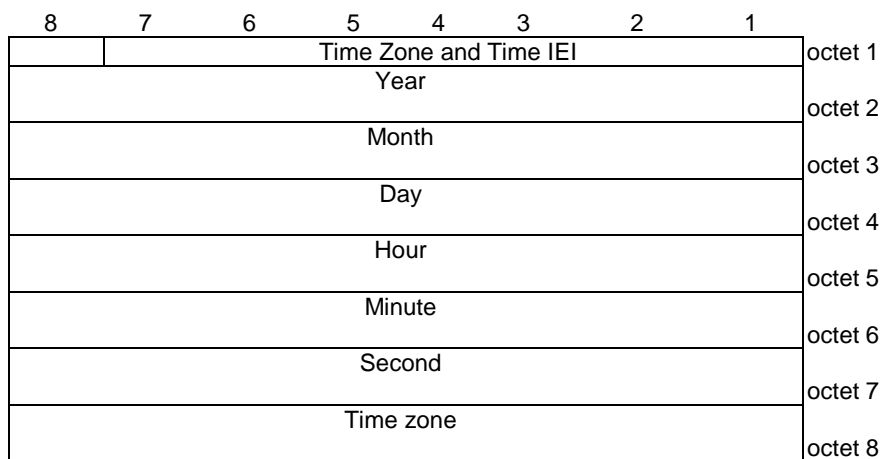 8 7 6 5 4 3 2 1
Time Zone and Time IEI octet 1
Year
octet 2
Month
octet 3
Day
octet 4
Hour
octet 5
Minute
octet 6
Second
octet 7
Time zone
octet 8